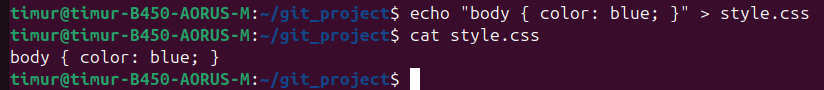 timur@timur-B450-AORUS-M:~/git_project$ echo "body { color: blue; }" > style.css
timur@timur-B450-AORUS-M:~/git_project$ cat style.css
body { color: blue; }
timur@timur-B450-AORUS-M:~/git_project$